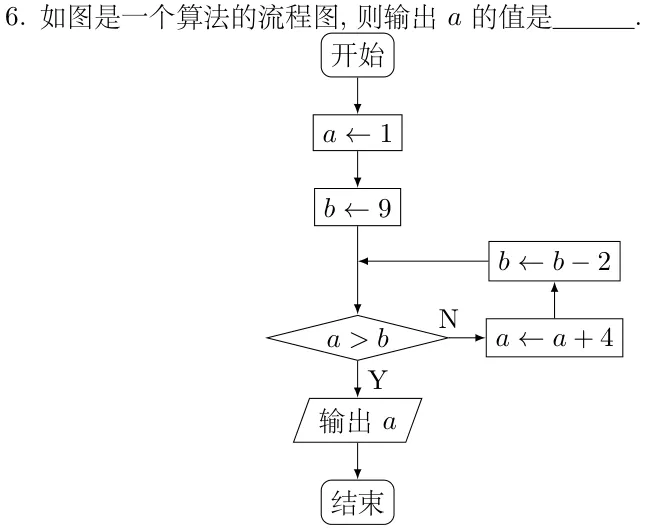 6. 如图是一个算法的流程图, 则输出 a 的值是______.
开始
a ← 1
b ← 9
b ← b − 2
a > b
N
a ← a + 4
Y
输出 a
结束